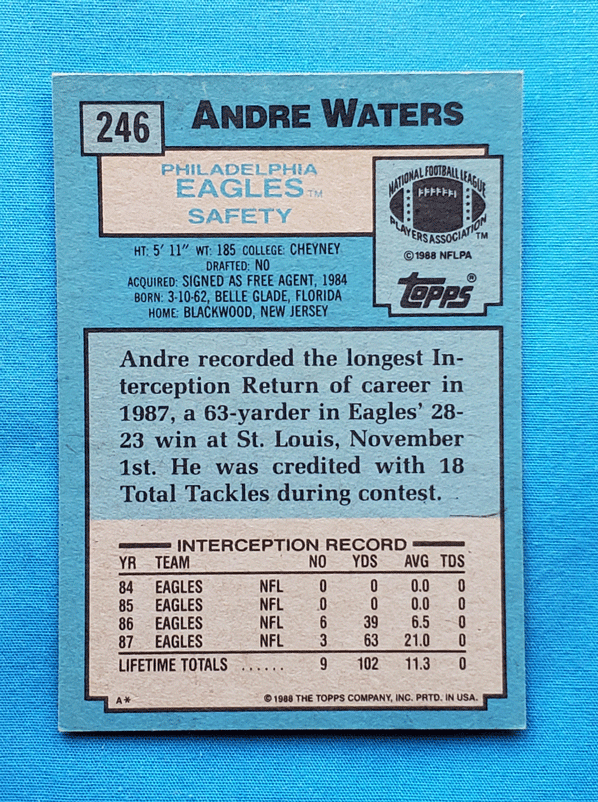 246
ANDRE WATERS
PHILADELPHIA
EAGLES™
SAFETY
NATIONAL FOOTBALL LEAGUE
PLAYERS ASSOCIATION™
©1988 NFLPA
Topps®
HT: 5' 11" WT: 185 COLLEGE: CHEYNEY
DRAFTED: NO
ACQUIRED: SIGNED AS FREE AGENT, 1984
BORN: 3-10-62, BELLE GLADE, FLORIDA
HOME: BLACKWOOD, NEW JERSEY
Andre recorded the longest In-
terception Return of career in
1987, a 63-yarder in Eagles' 28-
23 win at St. Louis, November
1st. He was credited with 18
Total Tackles during contest.
INTERCEPTION RECORD
YR TEAM NO YDS AVG TDS
84 EAGLES NFL 0 0 0.0 0
85 EAGLES NFL 0 0 0.0 0
86 EAGLES NFL 6 39 6.5 0
87 EAGLES NFL 3 63 21.0 0
LIFETIME TOTALS ...... 9 102 11.3 0
A* ©1988 THE TOPPS COMPANY, INC. PRTD. IN USA.